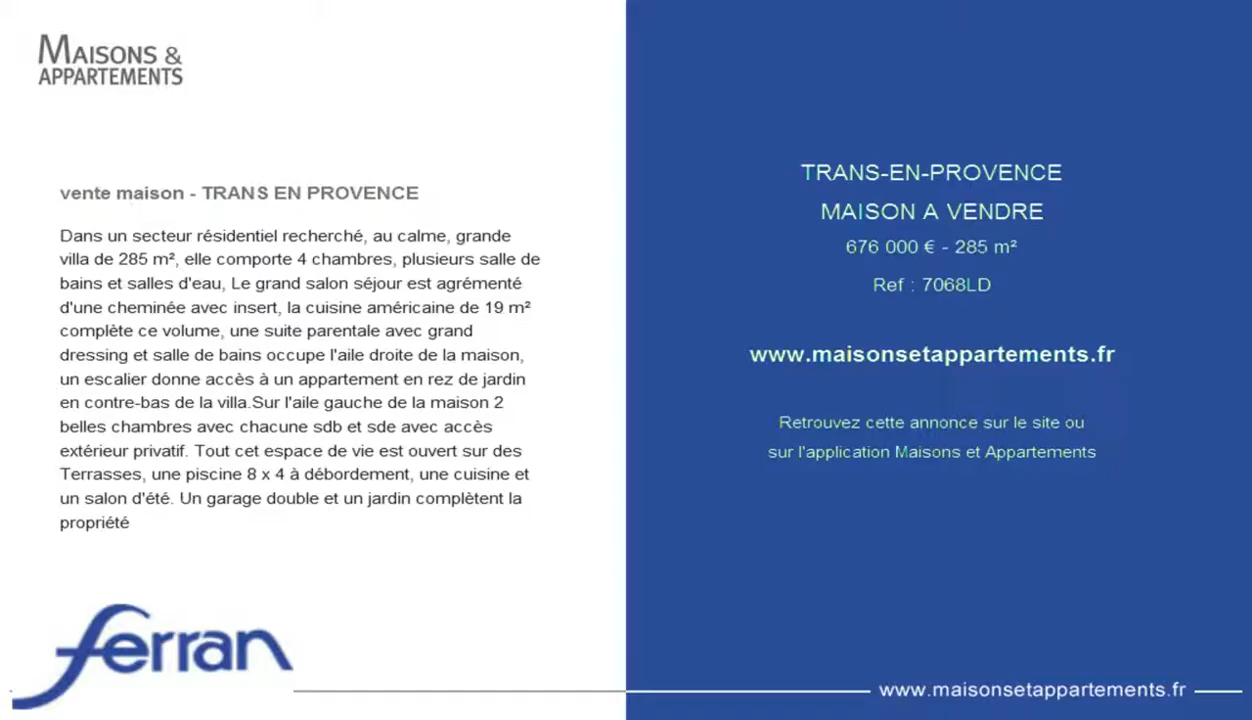 MAISONS &
APPARTEMENTS
vente maison - TRANS EN PROVENCE
Dans un secteur résidentiel recherché, au calme, grande
villa de 285 m², elle comporte 4 chambres, plusieurs salle de
bains et salles d'eau, Le grand salon séjour est agrémenté
d'une cheminée avec insert, la cuisine américaine de 19 m²
complète ce volume, une suite parentale avec grand
dressing et salle de bains occupe l'aile droite de la maison,
un escalier donne accès à un appartement en rez de jardin
en contre-bas de la villa.Sur l'aile gauche de la maison 2
belles chambres avec chacune sdb et sde avec accès
extérieur privatif. Tout cet espace de vie est ouvert sur des
Terrasses, une piscine 8 x 4 à débordement, une cuisine et
un salon d'été. Un garage double et un jardin complètent la
propriété
ferran
TRANS-EN-PROVENCE
MAISON A VENDRE
676 000 € - 285 m²
Ref : 7068LD
www.maisonsetappartements.fr
Retrouvez cette annonce sur le site ou
sur l'application Maisons et Appartements
www.maisonsetappartements.fr